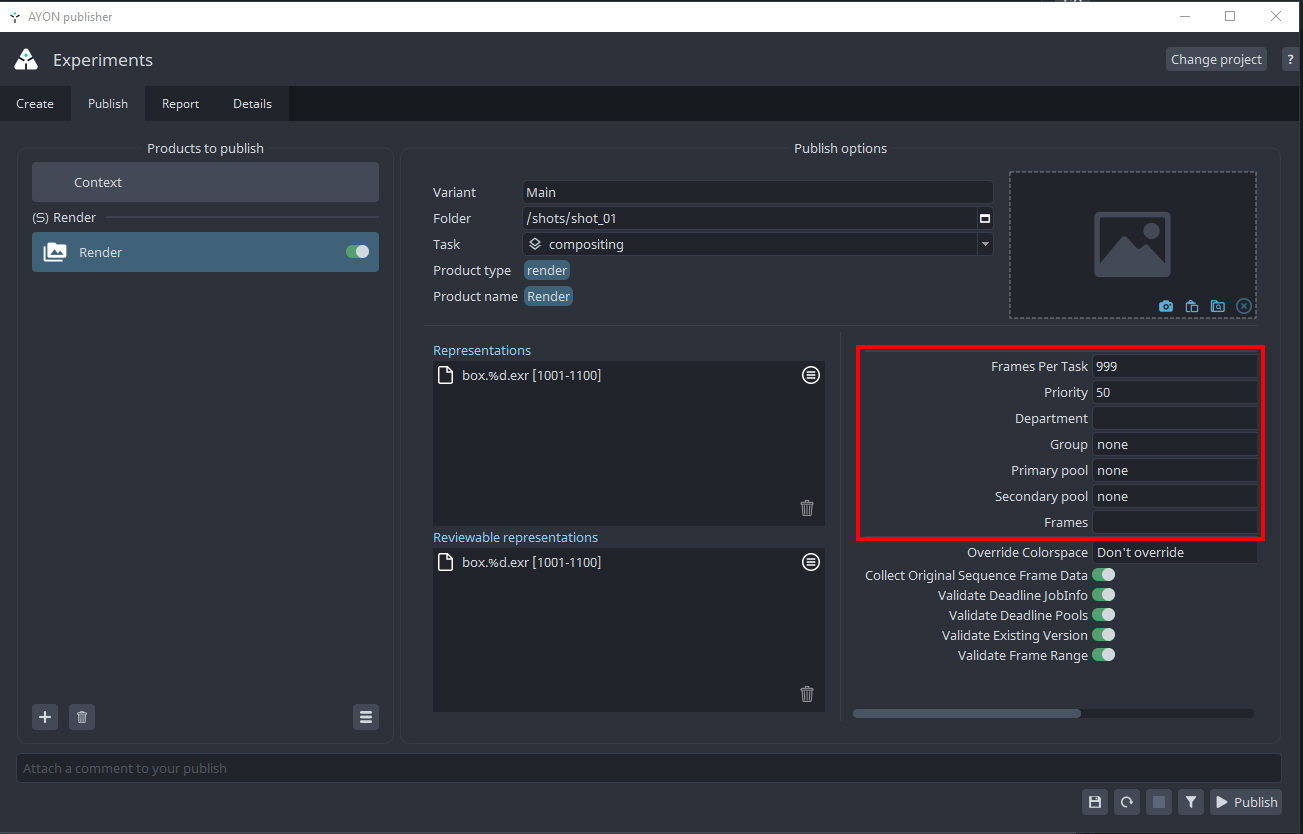 AYON publisher
Experiments
Change project
?
Create
Publish
Report
Details
Products to publish
Context
(S) Render
Render
Publish options
Variant
Main
Folder
/shots/shot_01
Task
compositing
Product type
render
Product name
Render
Representations
box.%d.exr [1001-1100]
Reviewable representations
box.%d.exr [1001-1100]
Frames Per Task
999
Priority
50
Department
Group
none
Primary pool
none
Secondary pool
none
Frames
Override Colorspace
Don't override
Collect Original Sequence Frame Data
Validate Deadline JobInfo
Validate Deadline Pools
Validate Existing Version
Validate Frame Range
Attach a comment to your publish
Publish